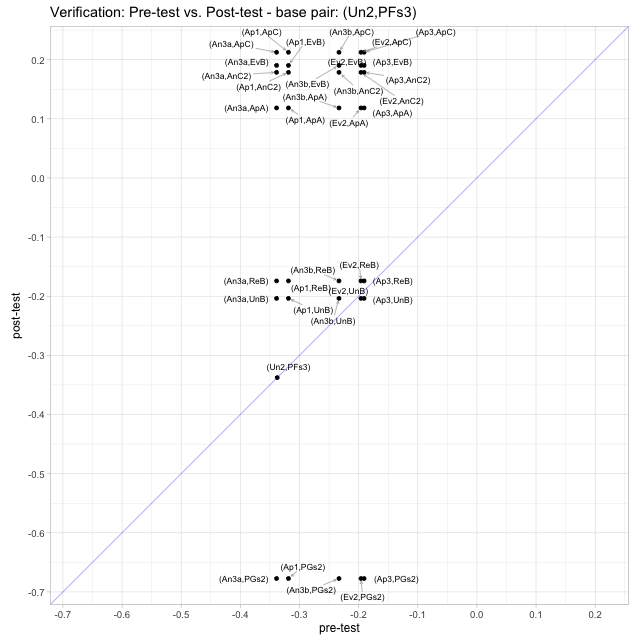 Verification: Pre-test vs. Post-test - base pair: (Un2,PFs3)
(Ap1,ApC)
(An3b,ApC)
(Ap3,ApC)
(An3a,ApC)
(Ap1,EvB)
(Ev2,ApC)
(An3a,EvB)
(Ev2,EvB)
(Ap3,EvB)
(An3a,AnC2)
(Ap3,AnC2)
(Ap1,AnC2)
(An3b,EvB)
(An3b,AnC2)
(An3b,ApA)
(Ev2,AnC2)
(An3a,ApA)
(Ap3,ApA)
(Ap1,ApA)
(Ev2,ApA)
(Ev2,ReB)
(An3b,ReB)
(An3a,ReB)
(Ap3,ReB)
(Ap1,ReB)
(Ev2,UnB)
(An3a,UnB)
(Ap3,UnB)
(Ap1,UnB)
(An3b,UnB)
(Un2,PFs3)
(Ap1,PGs2)
(An3a,PGs2)
(Ap3,PGs2)
(An3b,PGs2)
(Ev2,PGs2)
0.2
0.1
0.0
-0.1
-0.2
-0.3
-0.4
-0.5
-0.6
-0.7
post-test
-0.7 -0.6 -0.5 -0.4 -0.3 -0.2 -0.1 0.0 0.1 0.2
pre-test